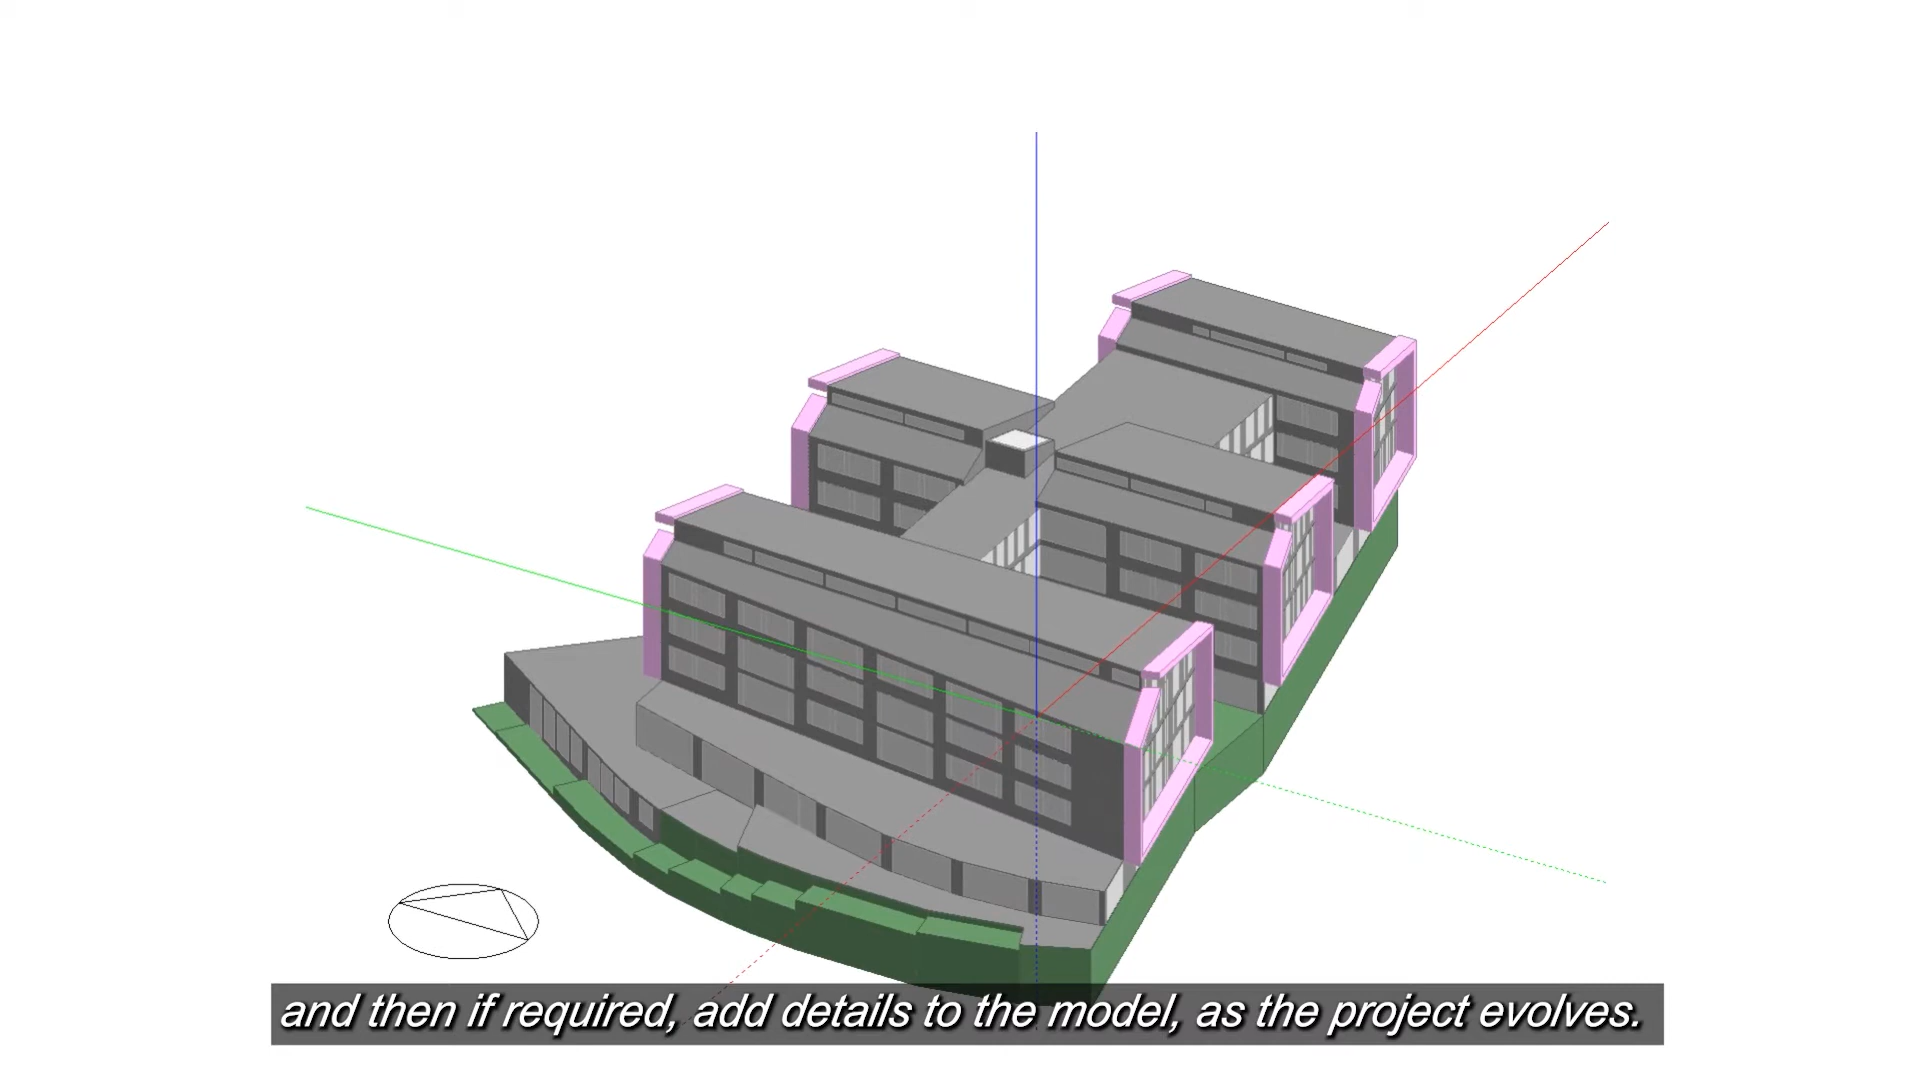 and then if required, add details to the model, as the project evolves.